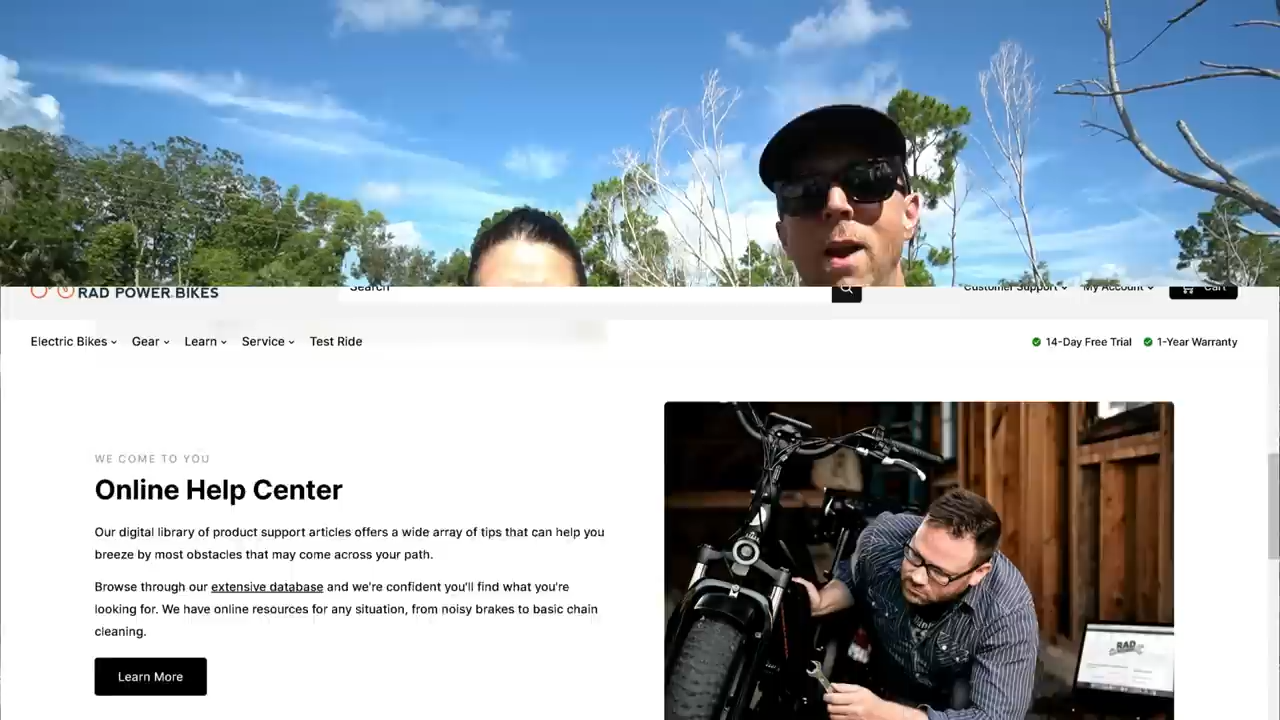 RAD POWER BIKES
Search
Customer Support
My Account
Cart
Electric Bikes
Gear
Learn
Service
Test Ride
14-Day Free Trial
1-Year Warranty
WE COME TO YOU
Online Help Center
Our digital library of product support articles offers a wide array of tips that can help you
breeze by most obstacles that may come across your path.
Browse through our extensive database and we're confident you'll find what you're
looking for. We have online resources for any situation, from noisy brakes to basic chain
cleaning.
Learn More
RAD